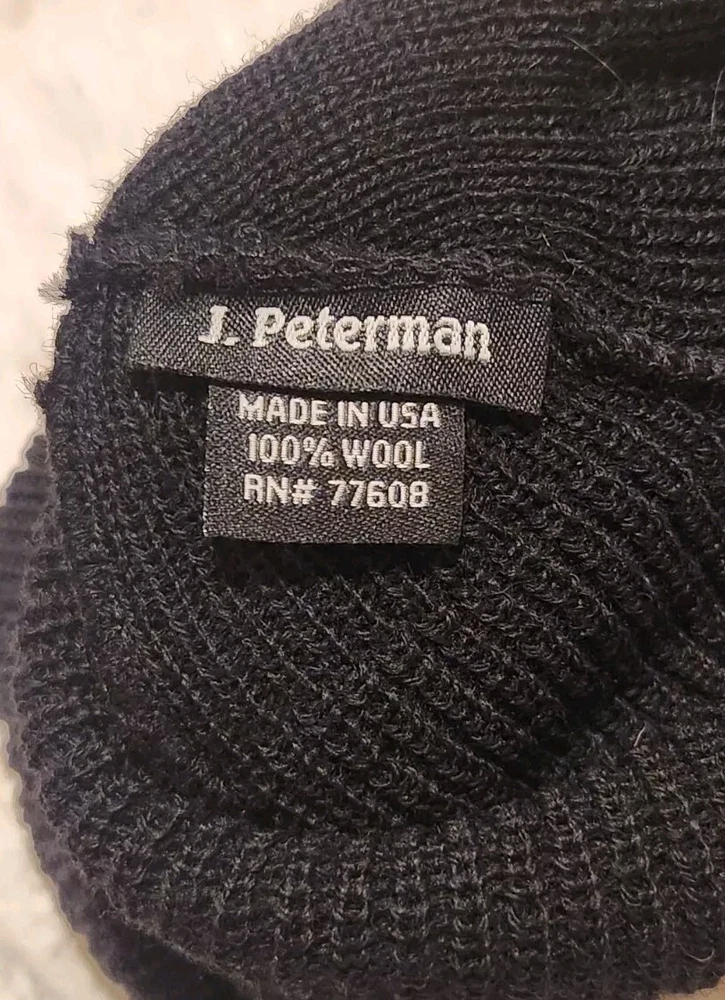 J. Peterman
MADE IN USA
100% WOOL
RN# 77608